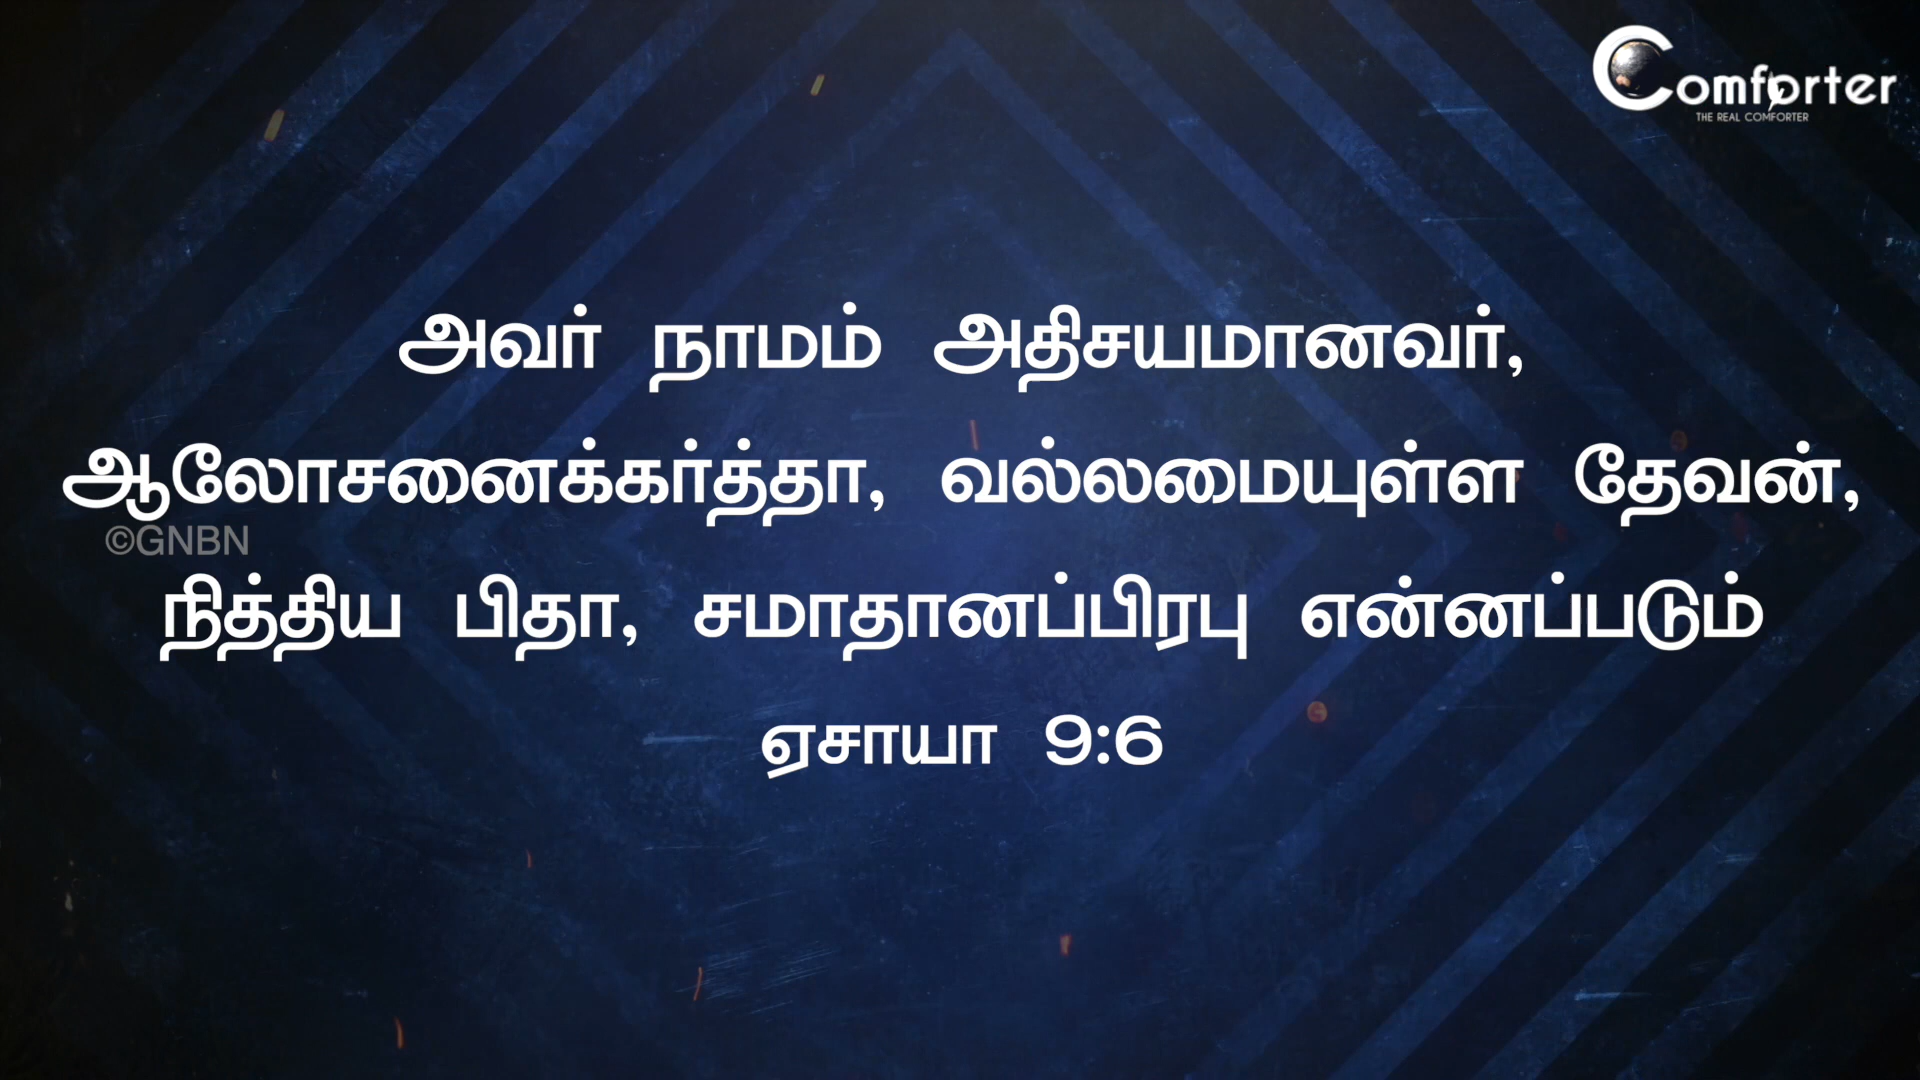 Comforter
THE REAL COMFORTER
அவர் நாமம் அதிசயமானவர்,
ஆலோசனைக்கர்த்தா, வல்லமையுள்ள தேவன்,
©GNBN
நித்திய பிதா, சமாதானப்பிரபு என்னப்படும்
ஏசாயா 9:6